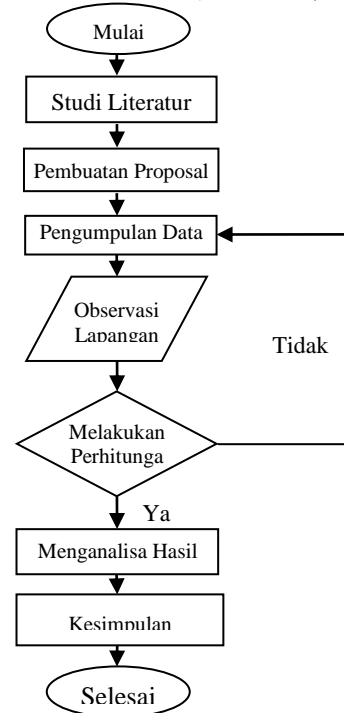 Mulai
Studi Literatur
Pembuatan Proposal
Pengumpulan Data
Observasi
Lapangan
Tidak
Melakukan
Perhitunga
Ya
Menganalisa Hasil
Kesimpulan
Selesai